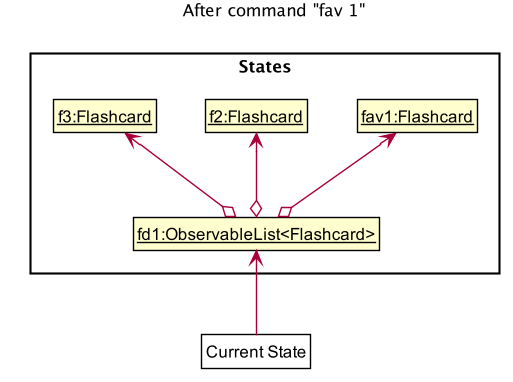 After command "fav 1"
States
f3:Flashcard
f2:Flashcard
fav1:Flashcard
fd1:ObservableList<Flashcard>
Current State